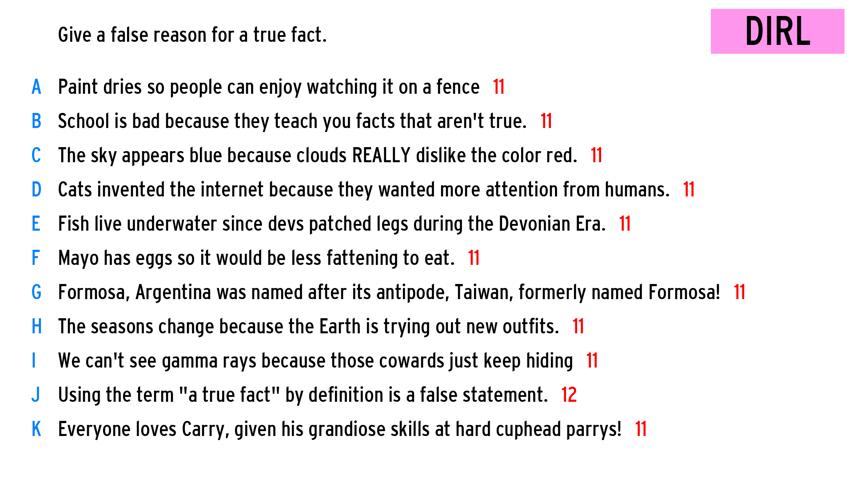 Give a false reason for a true fact.
DIRL
A Paint dries so people can enjoy watching it on a fence 11
B School is bad because they teach you facts that aren't true. 11
C The sky appears blue because clouds REALLY dislike the color red. 11
D Cats invented the internet because they wanted more attention from humans. 11
E Fish live underwater since devs patched legs during the Devonian Era. 11
F Mayo has eggs so it would be less fattening to eat. 11
G Formosa, Argentina was named after its antipode, Taiwan, formerly named Formosa! 11
H The seasons change because the Earth is trying out new outfits. 11
I We can't see gamma rays because those cowards just keep hiding 11
J Using the term "a true fact" by definition is a false statement. 12
K Everyone loves Carry, given his grandiose skills at hard cuphead parrys! 11